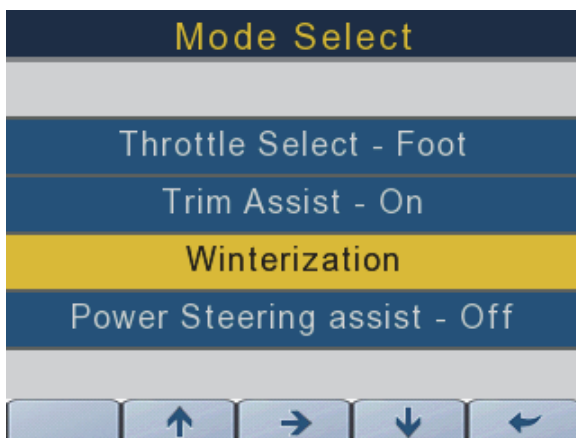 Mode Select
Throttle Select - Foot
Trim Assist - On
Winterization
Power Steering assist - Off